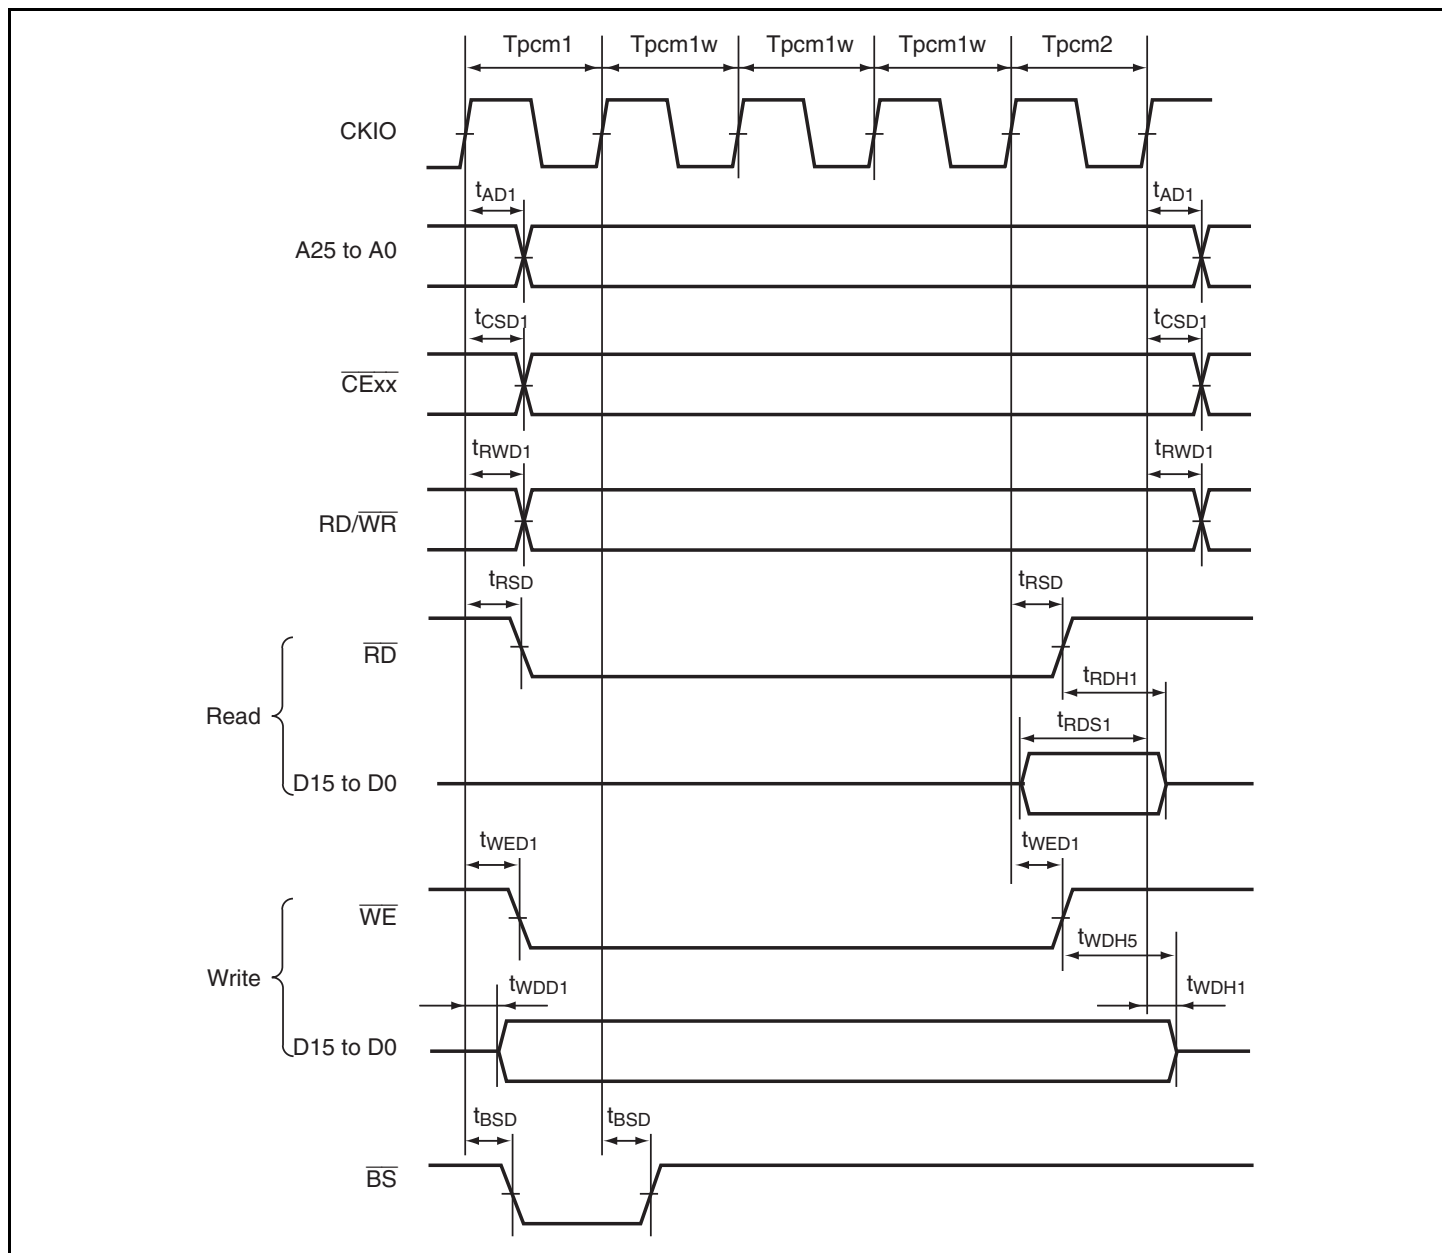 Tpcm1 Tpcm1w Tpcm1w Tpcm1w Tpcm2
CKIO
tAD1 tAD1
A25 to A0
tCSD1 tCSD1
CExx
tRWD1 tRWD1
RD/WR
tRSD tRSD
RD
tRDH1
Read
tRDS1
D15 to D0
tWED1 tWED1
WE
tWDH5
Write
tWDD1 tWDH1
D15 to D0
tBSD tBSD
BS